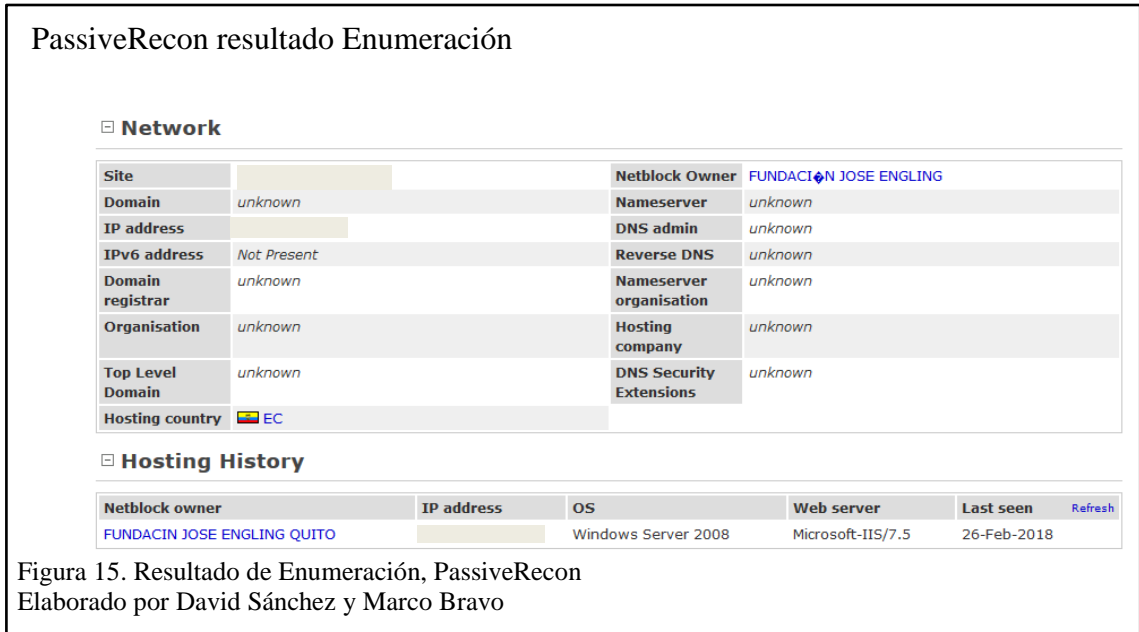 PassiveRecon resultado Enumeración
Network
Site Netblock Owner FUNDACI�N JOSE ENGLING
Domain unknown Nameserver unknown
IP address DNS admin unknown
IPv6 address Not Present Reverse DNS unknown
Domain registrar unknown Nameserver organisation unknown
Organisation unknown Hosting company unknown
Top Level Domain unknown DNS Security Extensions unknown
Hosting country EC
Hosting History
Netblock owner IP address OS Web server Last seen Refresh
FUNDACIN JOSE ENGLING QUITO Windows Server 2008 Microsoft-IIS/7.5 26-Feb-2018
Figura 15. Resultado de Enumeración, PassiveRecon
Elaborado por David Sánchez y Marco Bravo